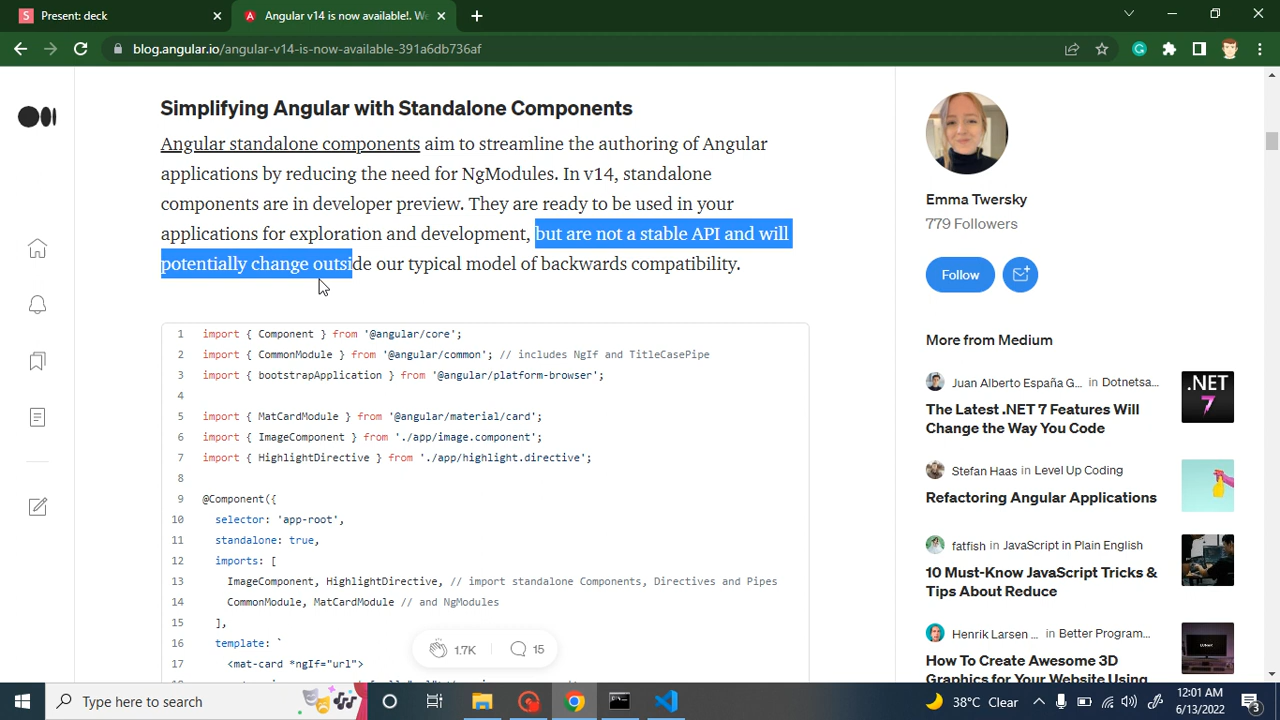 Present: deck
Angular v14 is now available!. We
blog.angular.io/angular-v14-is-now-available-391a6db736af
Simplifying Angular with Standalone Components
Angular standalone components aim to streamline the authoring of Angular
applications by reducing the need for NgModules. In v14, standalone
components are in developer preview. They are ready to be used in your
applications for exploration and development, but are not a stable API and will
potentially change outside our typical model of backwards compatibility.
1 import { Component } from '@angular/core';
2 import { CommonModule } from '@angular/common'; // includes NgIf and TitleCasePipe
3 import { bootstrapApplication } from '@angular/platform-browser';
4
5 import { MatCardModule } from '@angular/material/card';
6 import { ImageComponent } from './app/image.component';
7 import { HighlightDirective } from './app/highlight.directive';
8
9 @Component({
10 selector: 'app-root',
11 standalone: true,
12 imports: [
13 ImageComponent, HighlightDirective, // import standalone Components, Directives and Pipes
14 CommonModule, MatCardModule // and NgModules
15 ],
16 template: `
17 <mat-card *ngIf="url">
1.7K
15
Emma Twersky
779 Followers
Follow
More from Medium
Juan Alberto España G... in Dotnetsa...
The Latest .NET 7 Features Will
Change the Way You Code
.NET
7
Stefan Haas in Level Up Coding
Refactoring Angular Applications
fatfish in JavaScript in Plain English
10 Must-Know JavaScript Tricks &
Tips About Reduce
Henrik Larsen ... in Better Program...
How To Create Awesome 3D
Graphics for Your Website Using
Type here to search
38°C Clear
12:01 AM
6/13/2022
3